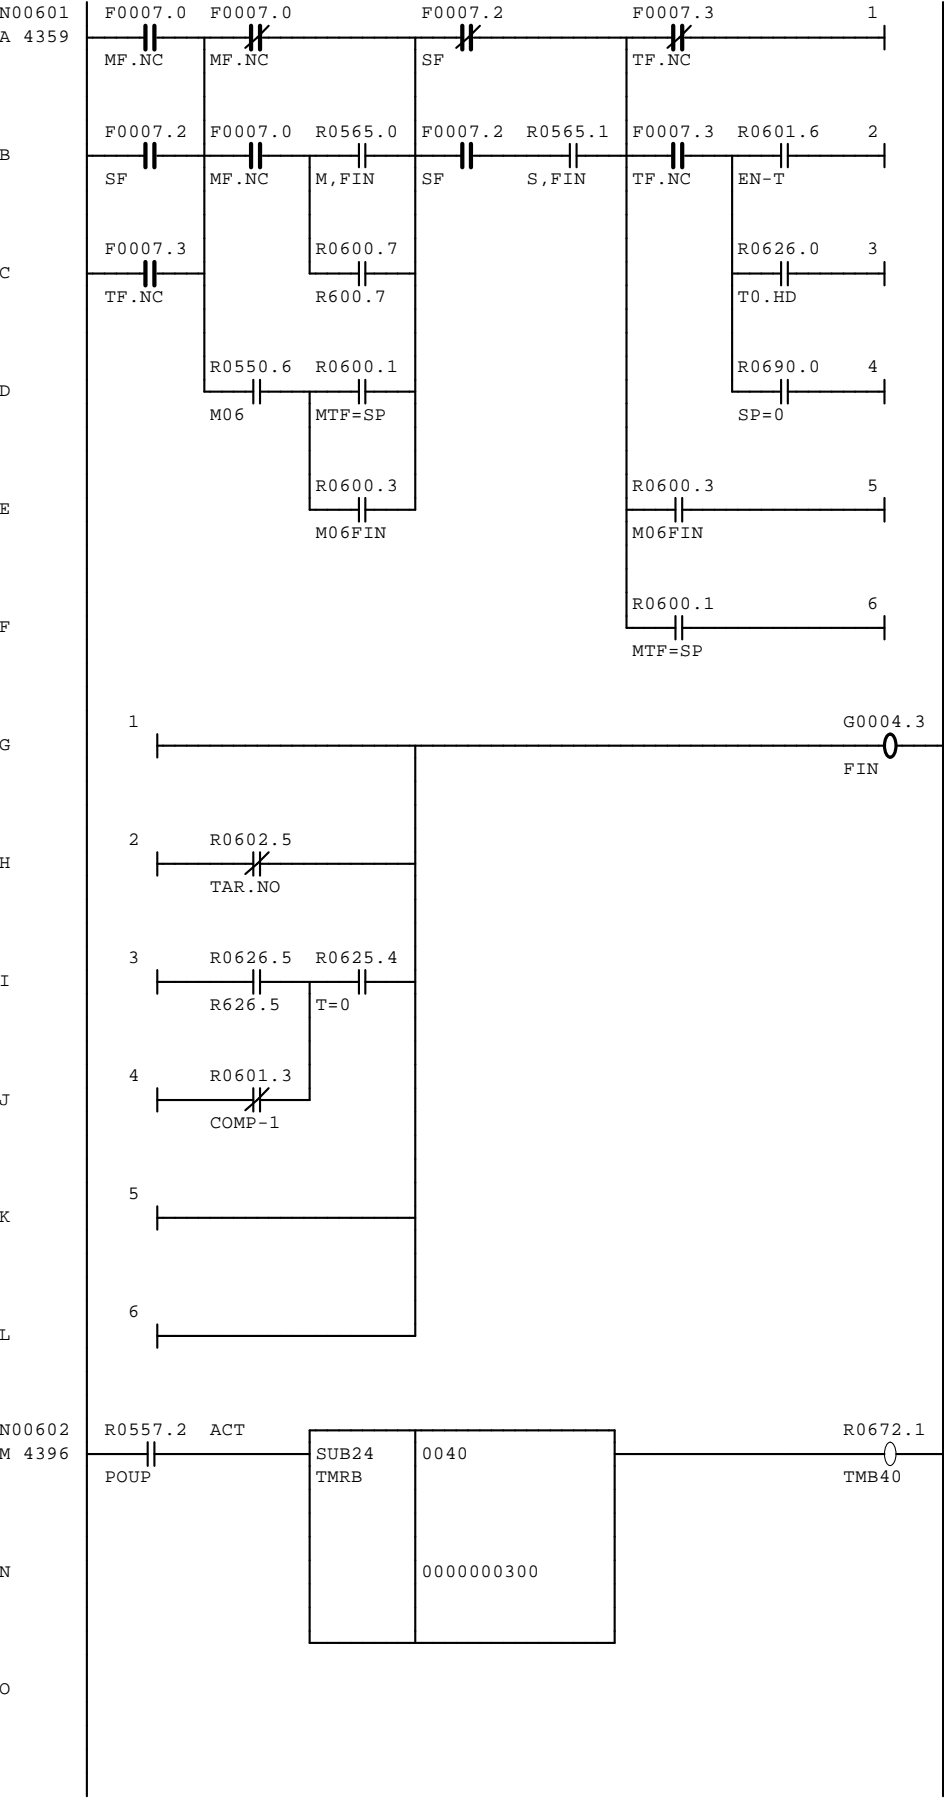 N00601 F0007.0 F0007.0 F0007.2 F0007.3 1
A 4359
MF.NC MF.NC SF TF.NC
F0007.2 F0007.0 R0565.0 F0007.2 R0565.1 F0007.3 R0601.6 2
B
SF MF.NC M,FIN SF S,FIN TF.NC EN-T
F0007.3 R0600.7 R0626.0 3
C
TF.NC R600.7 T0.HD
R0550.6 R0600.1 R0690.0 4
D
M06 MTF=SP SP=0
R0600.3 R0600.3 5
E
M06FIN M06FIN
R0600.1 6
F
MTF=SP
1 G0004.3
G
FIN
2 R0602.5
H
TAR.NO
3 R0626.5 R0625.4
I
R626.5 T=0
4 R0601.3
J
COMP-1
5
K
6
L
N00602 R0557.2 ACT R0672.1
M 4396 SUB24 0040
POUP TMRB TMB40
N 0000000300
O